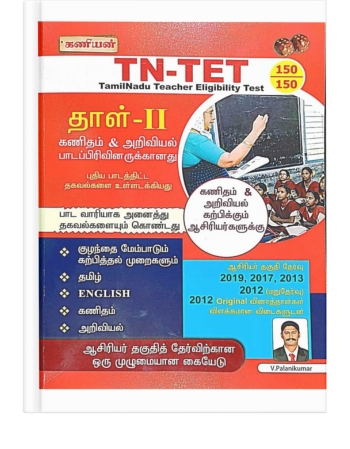 கணியன்
TN-TET
TamilNadu Teacher Eligibility Test
150
150
தாள்-II
கணிதம் & அறிவியல்
பாடப்பிரிவினருக்கானது
புதிய பாடத்திட்ட
தகவல்களை உள்ளடக்கியது
கணிதம் &
அறிவியல்
கற்பிக்கும்
ஆசிரியர்களுக்கு
பாட வாரியாக அனைத்து
தகவல்களையும் கொண்டது
குழந்தை மேம்பாடும்
கற்பித்தல் முறைகளும்
தமிழ்
ENGLISH
கணிதம்
அறிவியல்
ஆசிரியர் தகுதி தேர்வு
2019, 2017, 2013
2012 (மறுதேர்வு)
2012 Original வினாத்தாள்கள்
விளக்கமான விடைகளுடன்
ஆசிரியர் தகுதித் தேர்விற்கான
ஒரு முழுமையான கையேடு
V.Palanikumar